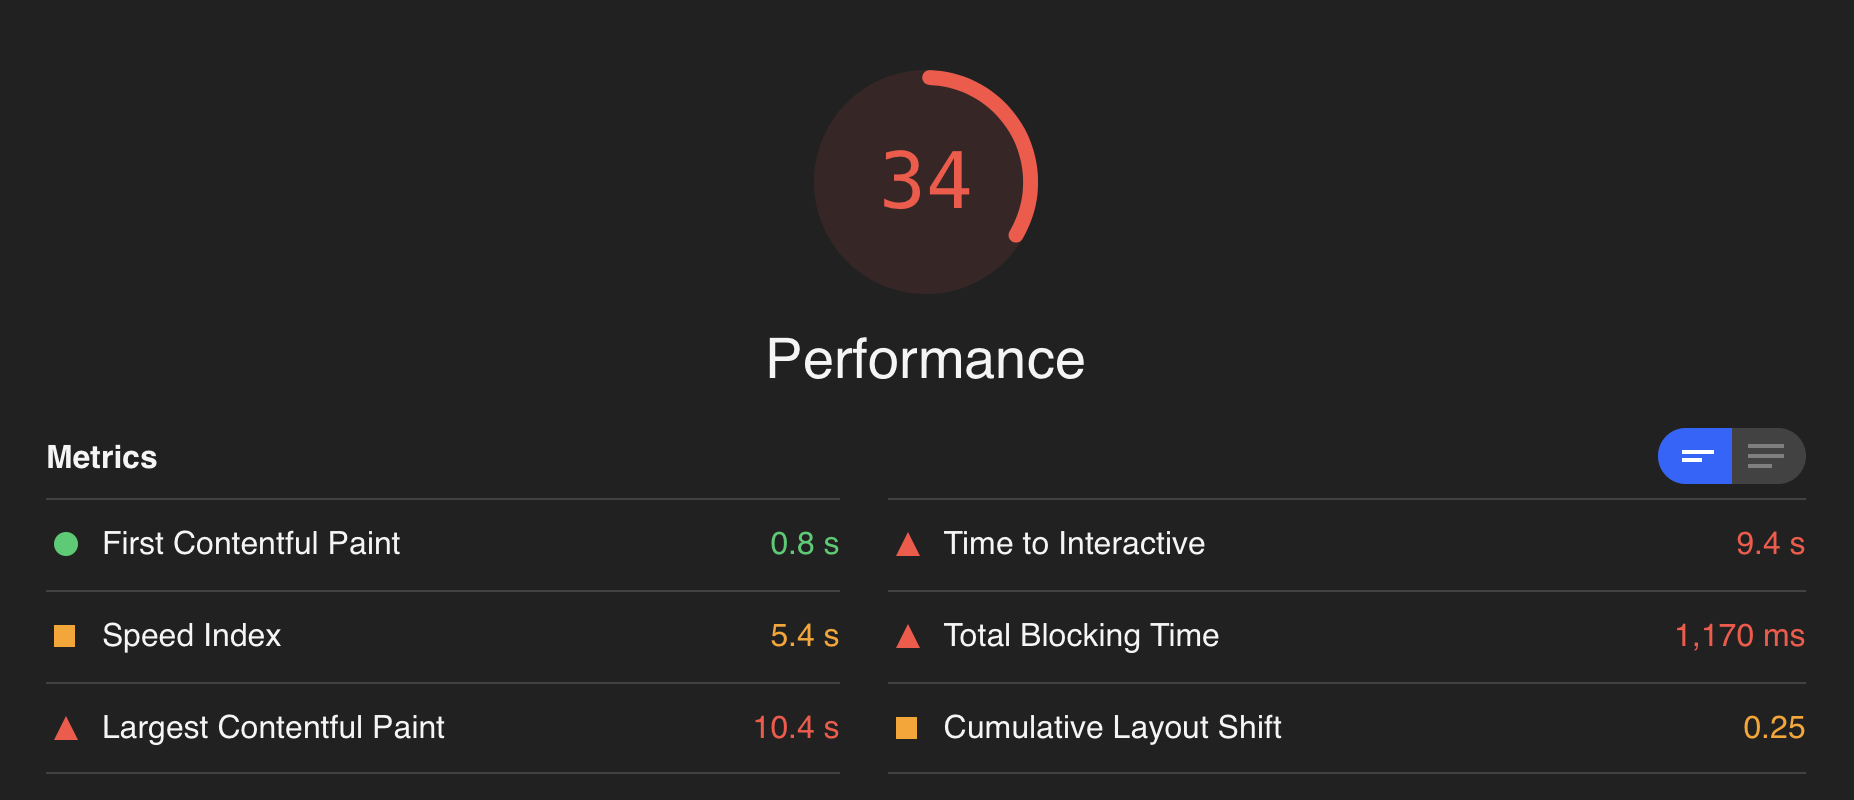 34
Performance
Metrics
First Contentful Paint 0.8 s
Time to Interactive 9.4 s
Speed Index 5.4 s
Total Blocking Time 1,170 ms
Largest Contentful Paint 10.4 s
Cumulative Layout Shift 0.25